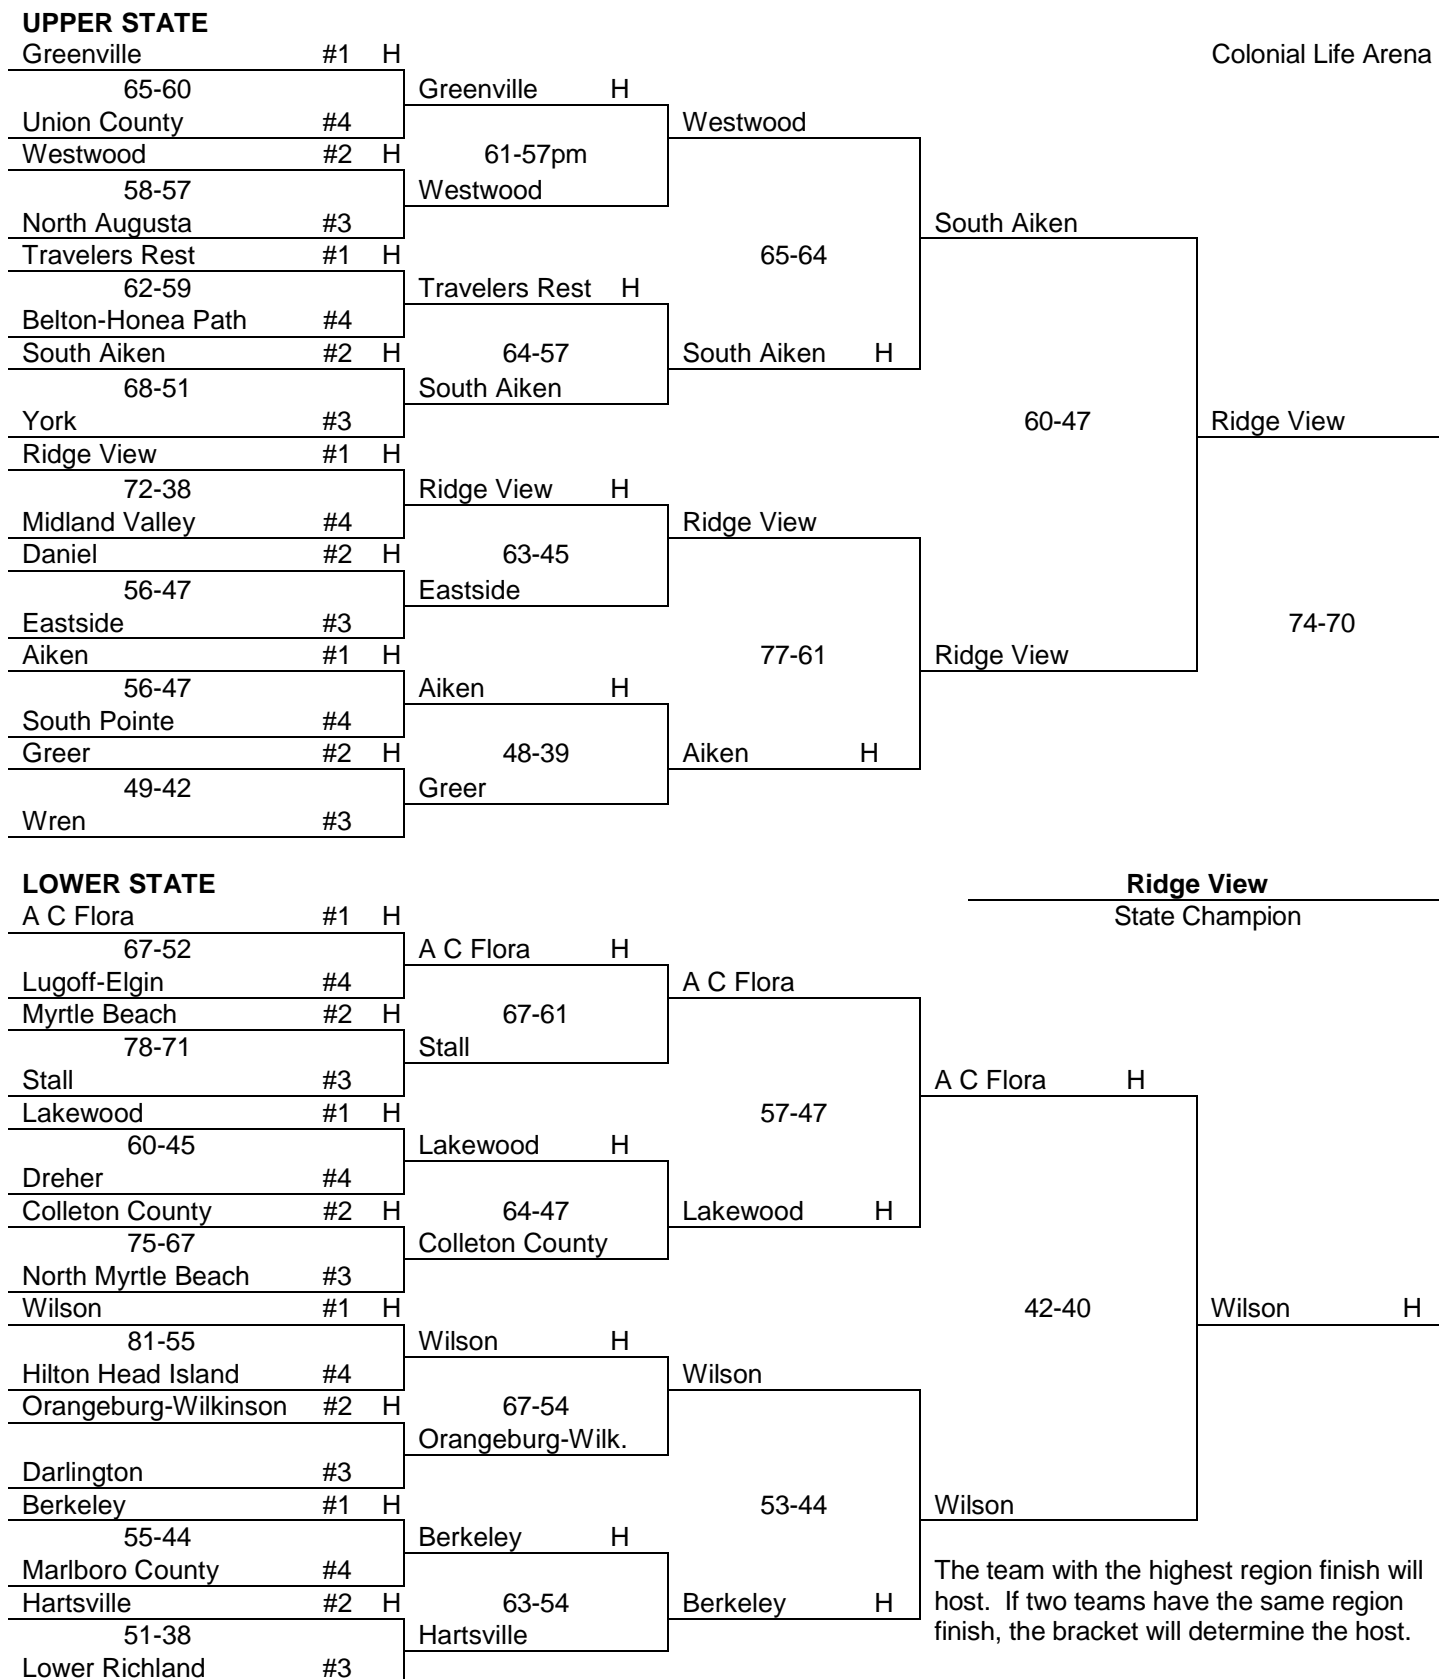 UPPER STATE
Greenville #1 H Colonial Life Arena
65-60 Greenville H
Union County #4 Westwood
Westwood #2 H 61-57pm
58-57 Westwood
North Augusta #3 South Aiken
Travelers Rest #1 H 65-64
62-59 Travelers Rest H
Belton-Honea Path #4
South Aiken #2 H 64-57 South Aiken H
68-51 South Aiken
York #3 60-47 Ridge View
Ridge View #1 H
72-38 Ridge View H
Midland Valley #4 Ridge View
Daniel #2 H 63-45
56-47 Eastside
Eastside #3 74-70
Aiken #1 H 77-61 Ridge View
56-47 Aiken H
South Pointe #4
Greer #2 H 48-39 Aiken H
49-42 Greer
Wren #3
LOWER STATE Ridge View
A C Flora #1 H State Champion
67-52 A C Flora H
Lugoff-Elgin #4 A C Flora
Myrtle Beach #2 H 67-61
78-71 Stall
Stall #3 A C Flora H
Lakewood #1 H 57-47
60-45 Lakewood H
Dreher #4
Colleton County #2 H 64-47 Lakewood H
75-67 Colleton County
North Myrtle Beach #3
Wilson #1 H 42-40 Wilson H
81-55 Wilson H
Hilton Head Island #4 Wilson
Orangeburg-Wilkinson #2 H 67-54
Orangeburg-Wilk.
Darlington #3
Berkeley #1 H 53-44 Wilson
55-44 Berkeley H
Marlboro County #4 The team with the highest region finish will
Hartsville #2 H 63-54 Berkeley H host. If two teams have the same region
51-38 Hartsville finish, the bracket will determine the host.
Lower Richland #3